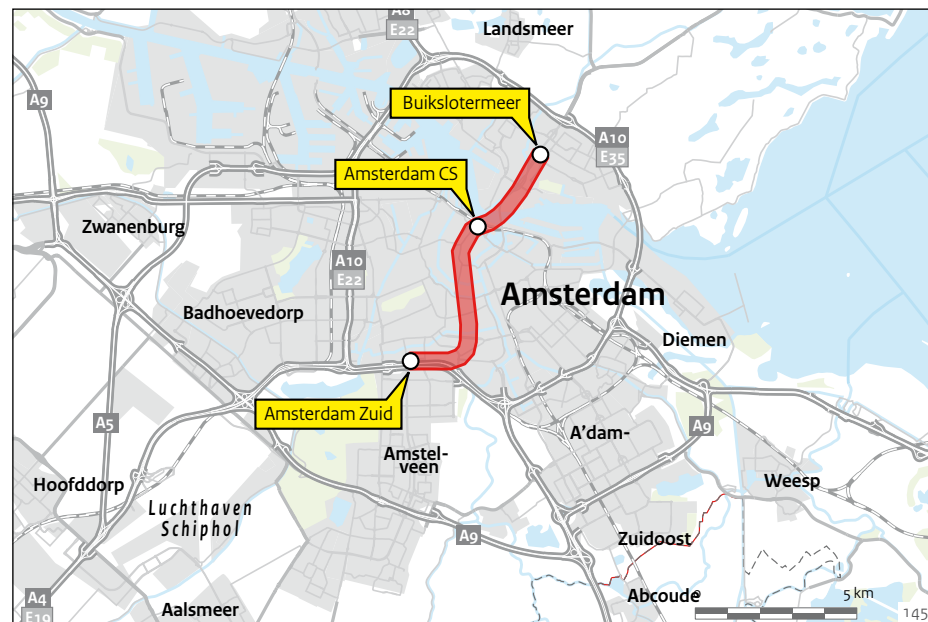 A8
E22
Landsmeer
A9
Buikslotermeer
A10
E35
Amsterdam CS
Zwanenburg
A10
E22
Amsterdam
Badhoevedorp
Diemen
Amsterdam Zuid
A5
A'dam-
A9
Amstel-
veen
Hoofddorp
Weesp
Luchthaven
Schiphol
A9
Zuidoost
A4
E19
Aalsmeer
Abcoude
0
5 km
145